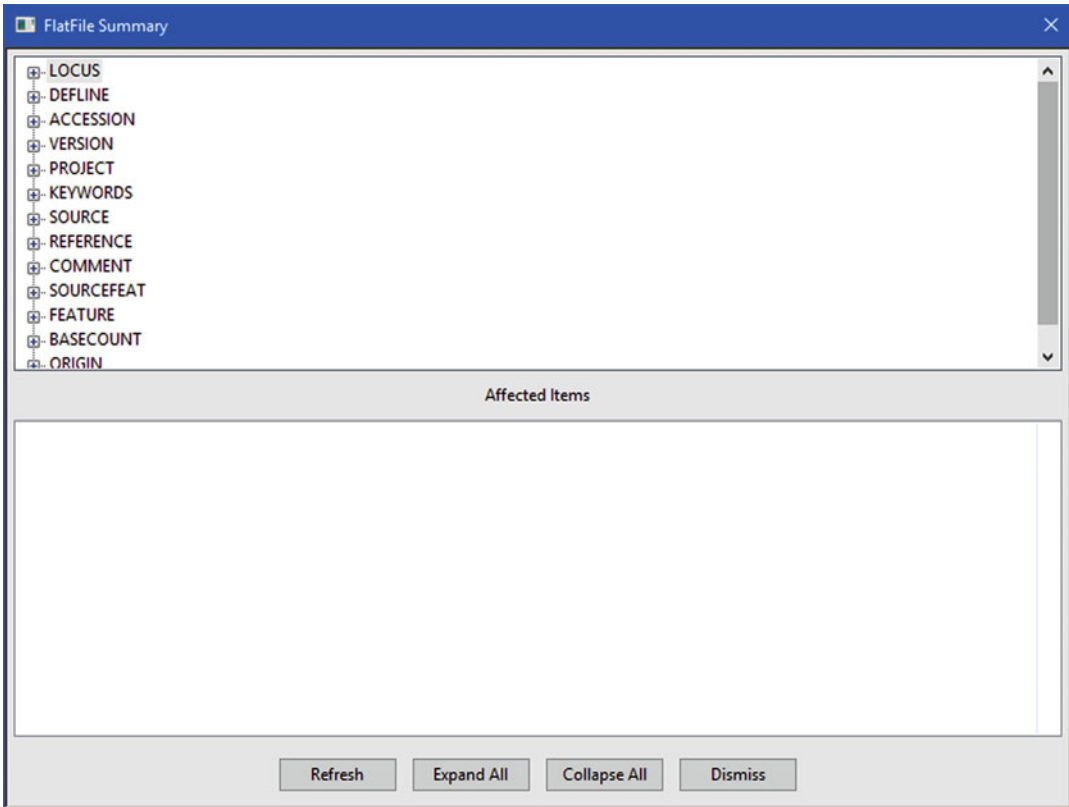 FlatFile Summary
LOCUS
DEFLINE
ACCESSION
VERSION
PROJECT
KEYWORDS
SOURCE
REFERENCE
COMMENT
SOURCEFEAT
FEATURE
BASECOUNT
ORIGIN
Affected Items
Refresh Expand All Collapse All Dismiss